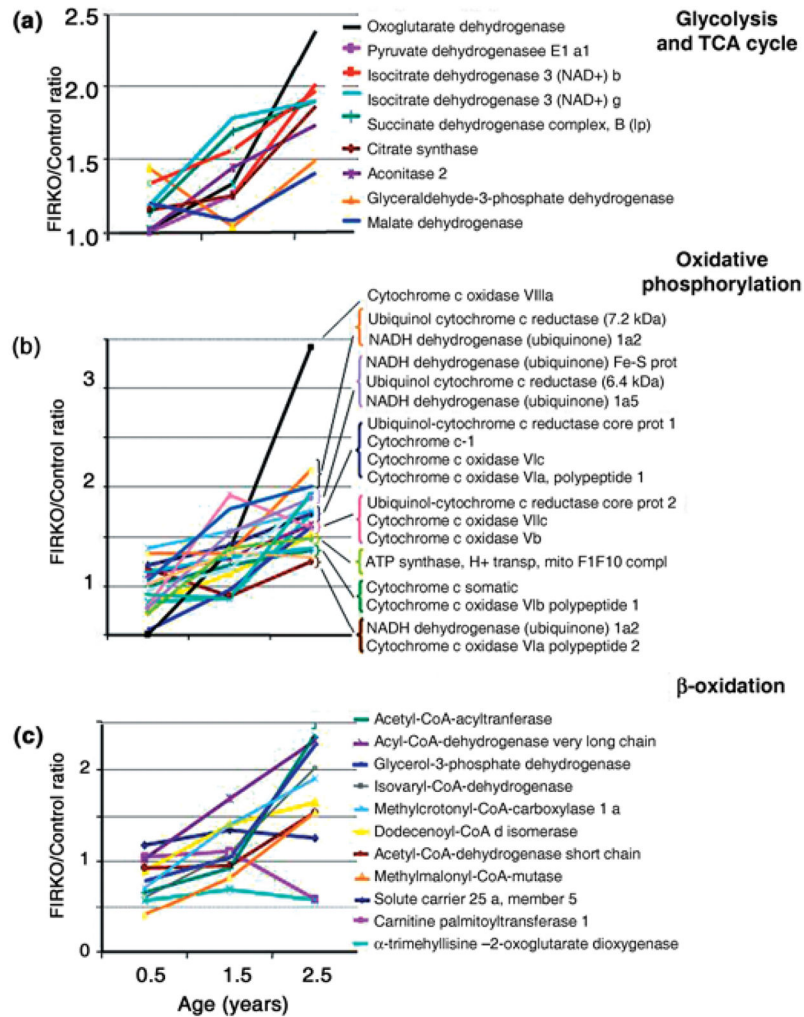 (a)
Glycolysis
and TCA cycle
FIRKO/Control ratio
2.5
2.0
1.5
1.0
Oxoglutarate dehydrogenase
Pyruvate dehydrogenasee E1 a1
Isocitrate dehydrogenase 3 (NAD+) b
Isocitrate dehydrogenase 3 (NAD+) g
Succinate dehydrogenase complex, B (lp)
Citrate synthase
Aconitase 2
Glyceraldehyde-3-phosphate dehydrogenase
Malate dehydrogenase
Oxidative
phosphorylation
(b)
FIRKO/Control ratio
3
2
1
Cytochrome c oxidase VIIIa
Ubiquinol cytochrome c reductase (7.2 kDa)
NADH dehydrogenase (ubiquinone) 1a2
NADH dehydrogenase (ubiquinone) Fe-S prot
Ubiquinol cytochrome c reductase (6.4 kDa)
NADH dehydrogenase (ubiquinone) 1a5
Ubiquinol-cytochrome c reductase core prot 1
Cytochrome c-1
Cytochrome c oxidase VIc
Cytochrome c oxidase VIa, polypeptide 1
Ubiquinol-cytochrome c reductase core prot 2
Cytochrome c oxidase VIIc
Cytochrome c oxidase Vb
ATP synthase, H+ transp, mito F1F10 compl
Cytochrome c somatic
Cytochrome c oxidase VIb polypeptide 1
NADH dehydrogenase (ubiquinone) 1a2
Cytochrome c oxidase VIa polypeptide 2
β-oxidation
(c)
FIRKO/Control ratio
2
1
0
Acetyl-CoA-acyltranferase
Acyl-CoA-dehydrogenase very long chain
Glycerol-3-phosphate dehydrogenase
Isovaryl-CoA-dehydrogenase
Methylcrotonyl-CoA-carboxylase 1 a
Dodecenoyl-CoA d isomerase
Acetyl-CoA-dehydrogenase short chain
Methylmalonyl-CoA-mutase
Solute carrier 25 a, member 5
Carnitine palmitoyltransferase 1
α-trimehyllisine –2-oxoglutarate dioxygenase
0.5 1.5 2.5
Age (years)